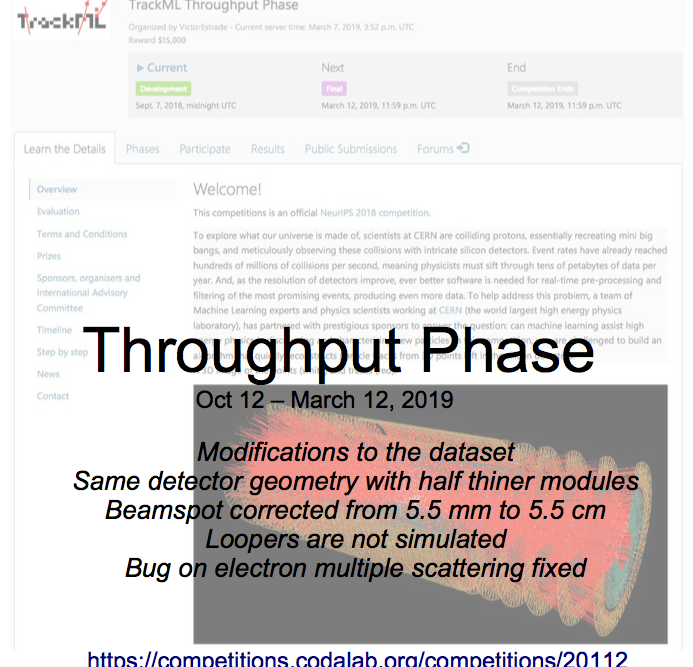 TrackML
TrackML Throughput Phase
Organized by VictorEstrade - Current server time: March 7, 2019, 3:52 p.m. UTC
Reward $15,000
▶ Current
Next
End
Development
Final
Competition Ends
Sept. 7, 2018, midnight UTC
March 12, 2019, 11:59 p.m. UTC
March 12, 2019, 11:59 p.m. UTC
Learn the Details
Phases
Participate
Results
Public Submissions
Forums
Overview
Evaluation
Terms and Conditions
Prizes
Sponsors, organisers and
International Advisory
Committee
Timeline
Step by step
News
Contact
Welcome!
This competitions is an official NeurIPS 2018 competition.
To explore what our universe is made of, scientists at CERN are colliding protons, essentially recreating mini big
bangs, and meticulously observing these collisions with intricate silicon detectors. Event rates have already reached
hundreds of millions of collisions per second, meaning physicists must sift through tens of petabytes of data per
year. And, as the resolution of detectors improve, ever better software is needed for real-time pre-processing and
filtering of the most promising events, producing even more data. To help address this problem, a team of
Machine Learning experts and physics scientists working at CERN (the world largest high energy physics
laboratory), has partnered with prestigious sponsors to answer the question: can machine learning assist high
Throughput Phase
Oct 12 – March 12, 2019
Modifications to the dataset
Same detector geometry with half thiner modules
Beamspot corrected from 5.5 mm to 5.5 cm
Loopers are not simulated
Bug on electron multiple scattering fixed
https://competitions.codalab.org/competitions/20112